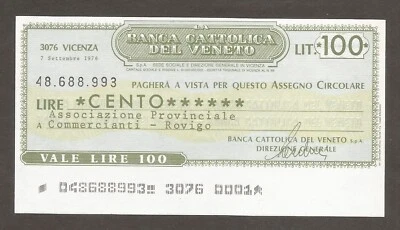 BANCA CATTOLICA
DEL VENETO
3076 VICENZA
7 Settembre 1976
LIT. *100*
48.688.993
PAGHERÀ A VISTA PER QUESTO ASSEGNO CIRCOLARE
LIRE *CENTO******
Associazione Provinciale
a Commercianti - Rovigo
BANCA CATTOLICA DEL VENETO S.p.A.
DIREZIONE GENERALE
VALE LIRE 100
048688993 3076 0001